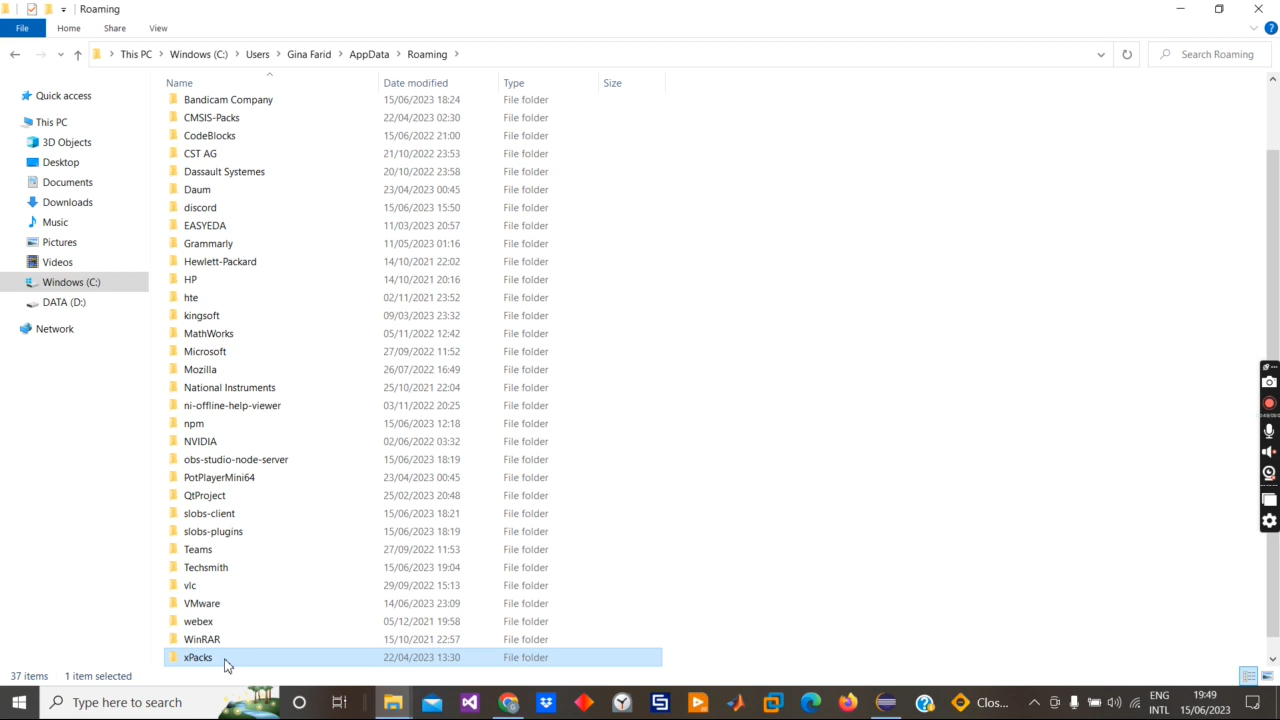 Roaming
File Home Share View
This PC Windows (C:) Users Gina Farid AppData Roaming Search Roaming
Name Date modified Type Size
Quick access
This PC
3D Objects
Desktop
Documents
Downloads
Music
Pictures
Videos
Windows (C:)
DATA (D:)
Network
Bandicam Company 15/06/2023 18:24 File folder
CMSIS-Packs 22/04/2023 02:30 File folder
CodeBlocks 15/06/2022 21:00 File folder
CST AG 21/10/2022 23:53 File folder
Dassault Systemes 20/10/2022 23:58 File folder
Daum 23/04/2023 00:45 File folder
discord 15/06/2023 15:50 File folder
EASYEDA 11/03/2023 20:57 File folder
Grammarly 11/05/2023 01:16 File folder
Hewlett-Packard 14/10/2021 22:02 File folder
HP 14/10/2021 20:16 File folder
hte 02/11/2021 23:52 File folder
kingsoft 09/03/2023 23:32 File folder
MathWorks 05/11/2022 12:42 File folder
Microsoft 27/09/2022 11:52 File folder
Mozilla 26/07/2022 16:49 File folder
National Instruments 25/10/2021 22:04 File folder
ni-offline-help-viewer 03/11/2022 20:25 File folder
npm 15/06/2023 12:18 File folder
NVIDIA 02/06/2022 03:32 File folder
obs-studio-node-server 15/06/2023 18:19 File folder
PotPlayerMini64 23/04/2023 00:45 File folder
QtProject 25/02/2023 20:48 File folder
slobs-client 15/06/2023 18:21 File folder
slobs-plugins 15/06/2023 18:19 File folder
Teams 27/09/2022 11:53 File folder
Techsmith 15/06/2023 19:04 File folder
vlc 29/09/2022 15:13 File folder
VMware 14/06/2023 23:09 File folder
webex 05/12/2021 19:58 File folder
WinRAR 15/10/2021 22:57 File folder
xPacks 22/04/2023 13:30 File folder
37 items 1 item selected
Type here to search Clos... ENG 19:49
INTL 15/06/2023